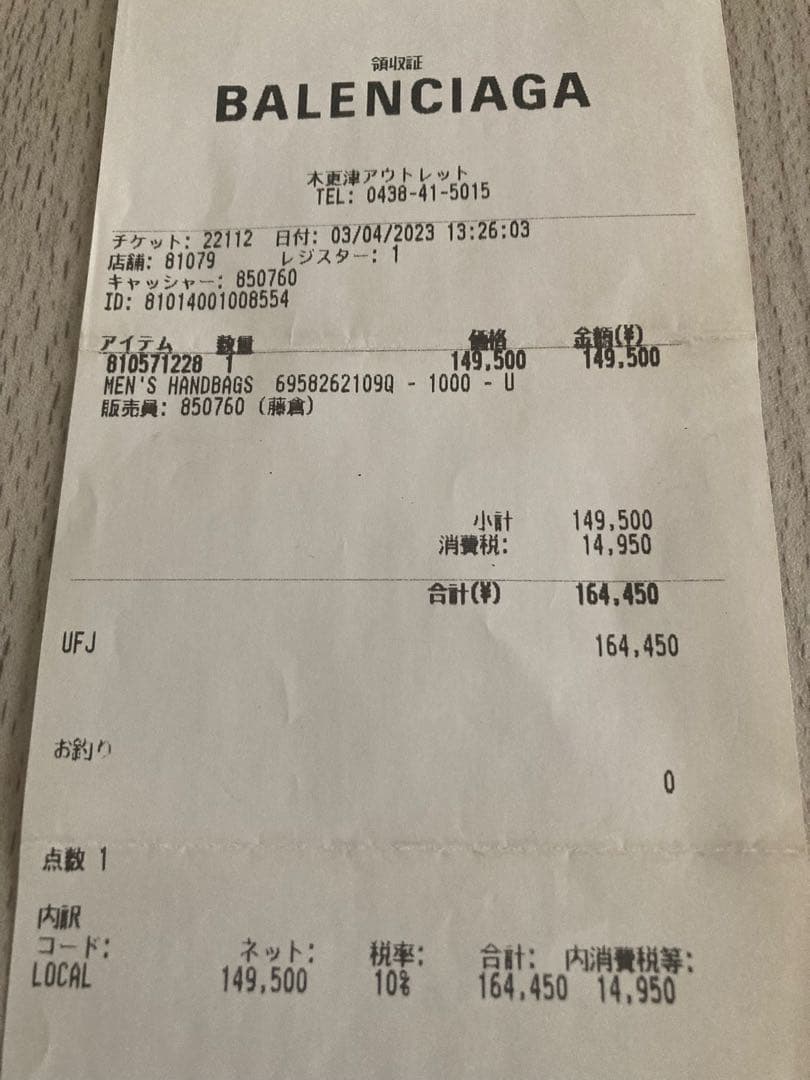 領収証
BALENCIAGA
木更津アウトレット
TEL: 0438-41-5015
チケット: 22112 日付: 03/04/2023 13:26:03
店舗: 81079 レジスター: 1
キャッシャー: 850760
ID: 81014001008554
アイテム 数量 価格 金額(¥)
810571228 1 149,500 149,500
MEN'S HANDBAGS 6958262109Q - 1000 - U
販売員: 850760 (藤倉)
小計 149,500
消費税: 14,950
合計(¥) 164,450
UFJ 164,450
お釣り
0
点数 1
内訳
コード: ネット: 税率: 合計: 内消費税等:
LOCAL 149,500 10% 164,450 14,950